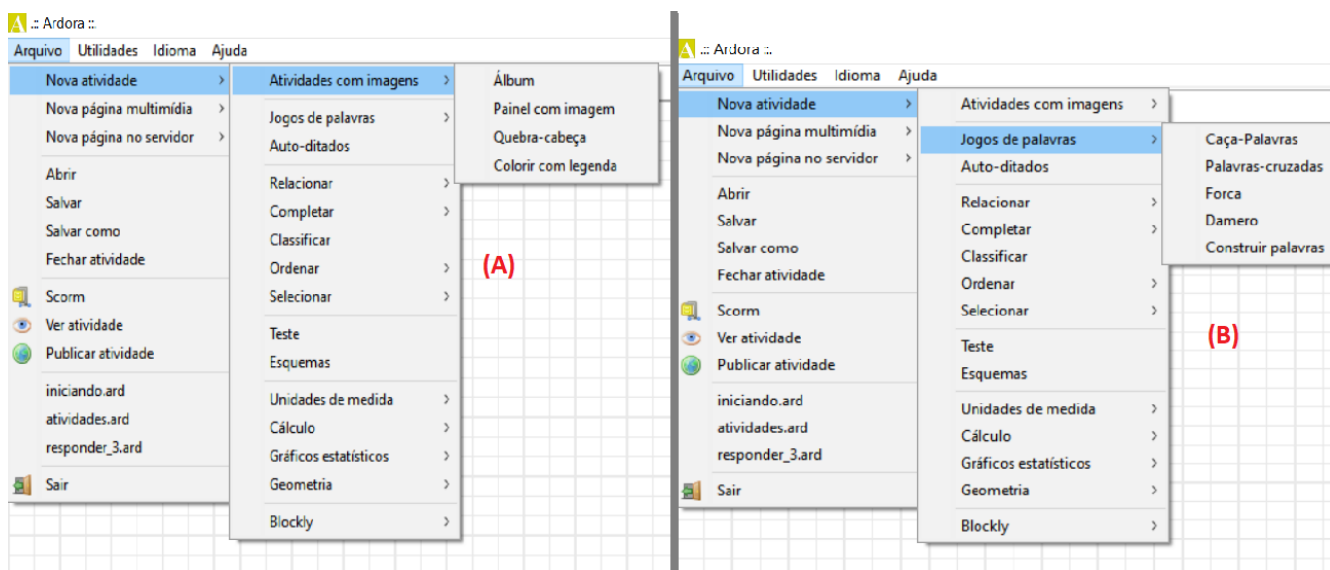 .:: Ardora ::.
Arquivo Utilidades Idioma Ajuda
Nova atividade
Nova página multimídia
Nova página no servidor
Abrir
Salvar
Salvar como
Fechar atividade
Scorm
Ver atividade
Publicar atividade
iniciando.ard
atividades.ard
responder_3.ard
Sair
Atividades com imagens
Jogos de palavras
Auto-ditados
Relacionar
Completar
Classificar
Ordenar
Selecionar
Teste
Esquemas
Unidades de medida
Cálculo
Gráficos estatísticos
Geometria
Blockly
Álbum
Painel com imagem
Quebra-cabeça
Colorir com legenda
(A)
.:: Ardora ::.
Arquivo Utilidades Idioma Ajuda
Nova atividade
Nova página multimídia
Nova página no servidor
Abrir
Salvar
Salvar como
Fechar atividade
Scorm
Ver atividade
Publicar atividade
iniciando.ard
atividades.ard
responder_3.ard
Sair
Atividades com imagens
Jogos de palavras
Auto-ditados
Relacionar
Completar
Classificar
Ordenar
Selecionar
Teste
Esquemas
Unidades de medida
Cálculo
Gráficos estatísticos
Geometria
Blockly
Caça-Palavras
Palavras-cruzadas
Forca
Damero
Construir palavras
(B)